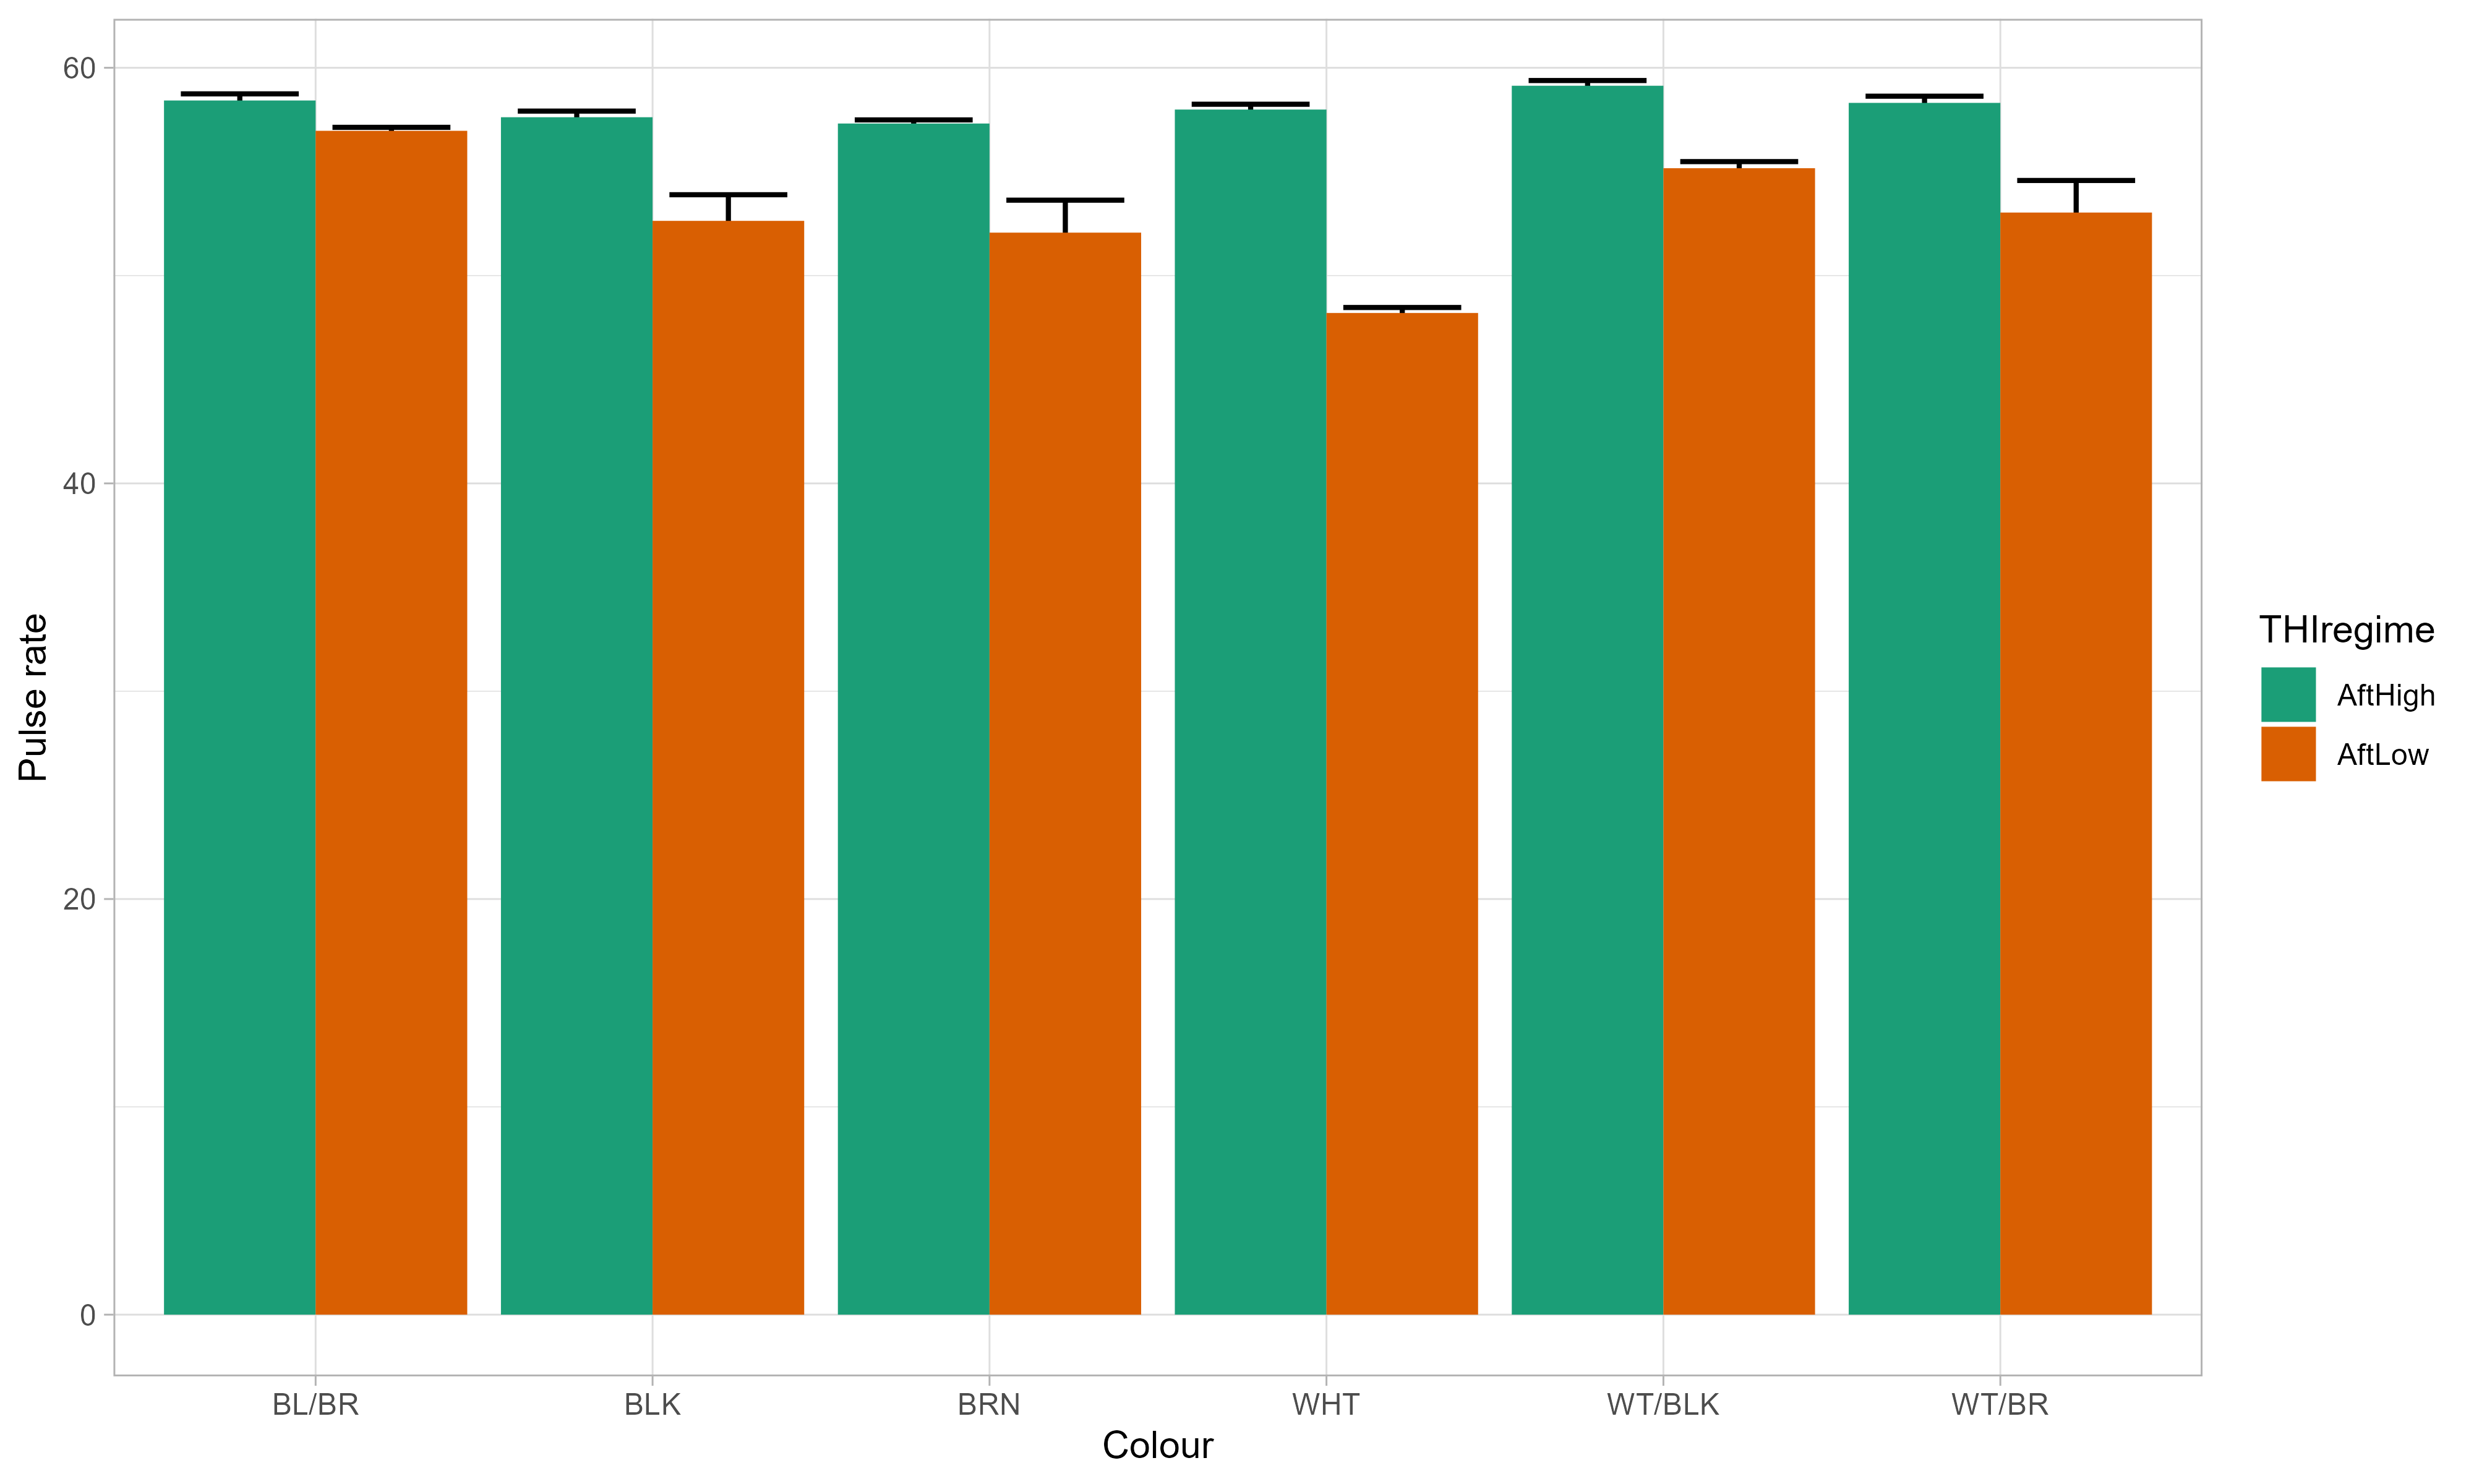 60
40
20
0
Pulse rate
BL/BR BLK BRN WHT WT/BLK WT/BR
Colour
THIregime
AftHigh
AftLow